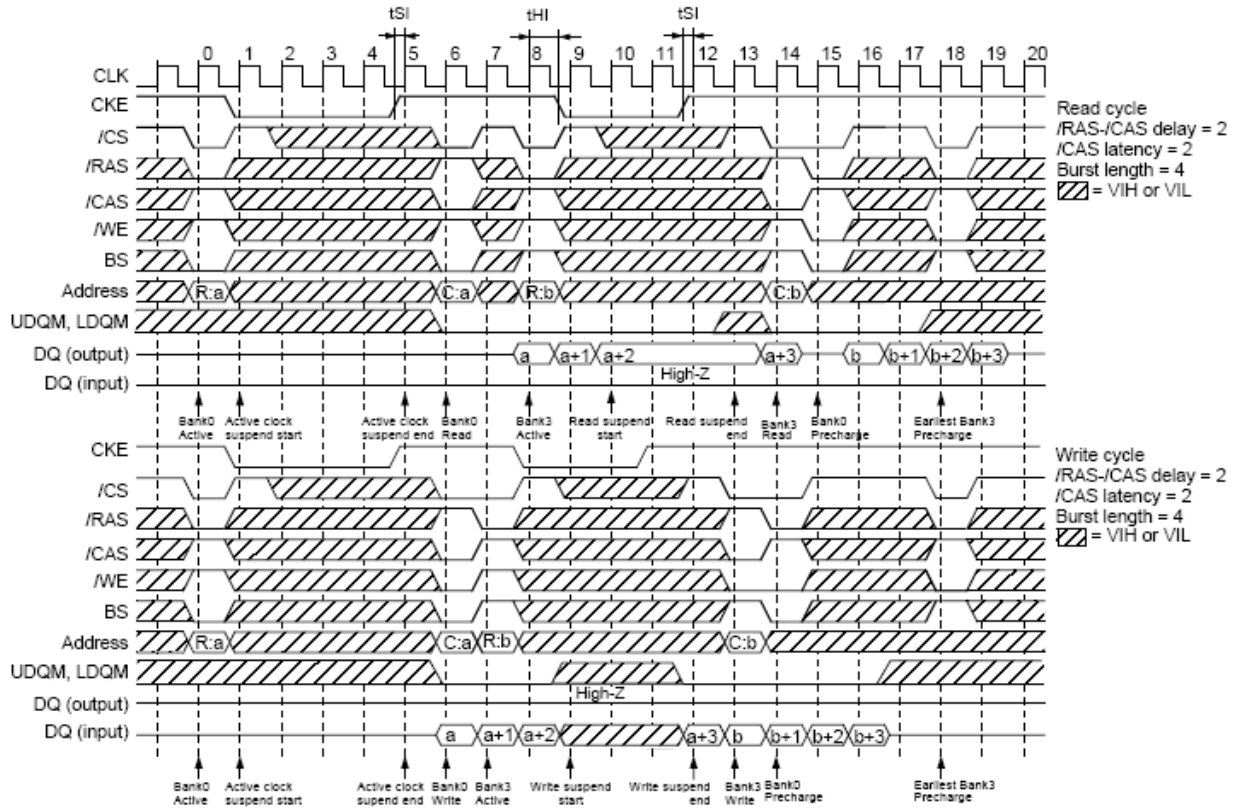 tSI tHI tSI
0 1 2 3 4 5 6 7 8 9 10 11 12 13 14 15 16 17 18 19 20
CLK
CKE
/CS
/RAS
/CAS
/WE
BS
Address R:a C:a R:b C:b
UDQM, LDQM
DQ (output) a a+1 a+2 a+3 b b+1 b+2 b+3
High-Z
DQ (input)
Bank0 Active
Active clock suspend start
Active clock suspend end
Bank0 Read
Bank3 Active
Read suspend start
Read suspend end
Bank3 Read
Bank0 Precharge
Earliest Bank3 Precharge
Read cycle
/RAS-/CAS delay = 2
/CAS latency = 2
Burst length = 4
= VIH or VIL
CKE
/CS
/RAS
/CAS
/WE
BS
Address R:a C:a R:b C:b
UDQM, LDQM
High-Z
DQ (output)
DQ (input) a a+1 a+2 a+3 b b+1 b+2 b+3
Bank0 Active
Active clock suspend start
Active clock supend end
Bank0 Write
Bank3 Active
Write suspend start
Write suspend end
Bank3 Write
Bank0 Precharge
Earliest Bank3 Precharge
Write cycle
/RAS-/CAS delay = 2
/CAS latency = 2
Burst length = 4
= VIH or VIL